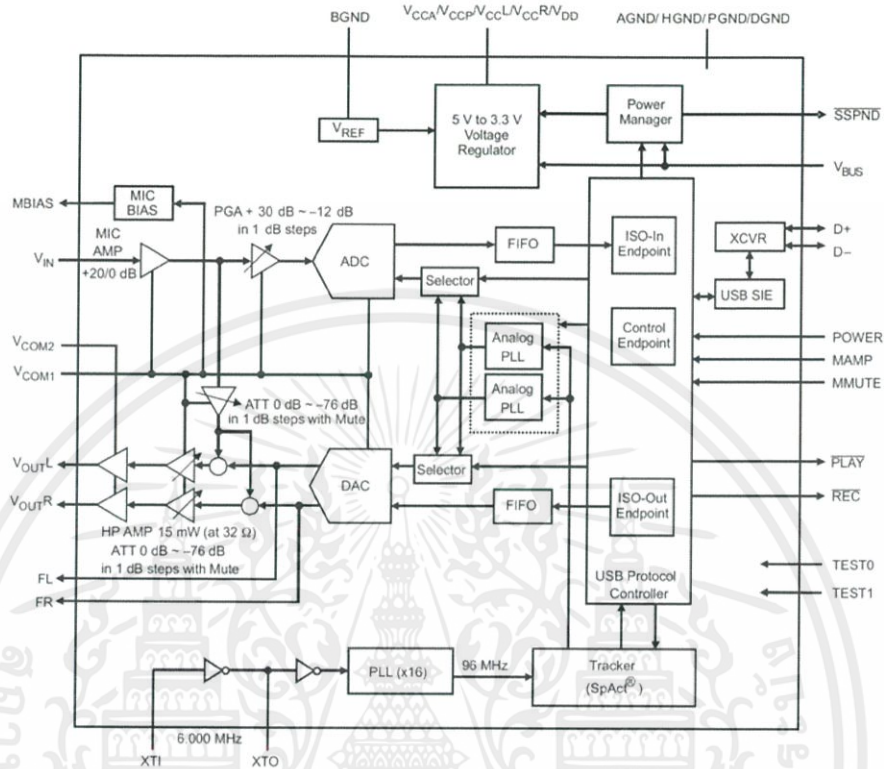 BGND
VCCA/VCCP/VCCL/VCCR/VDD
AGND/ HGND/ PGND/DGND
5 V to 3.3 V
Voltage
Regulator
Power
Manager
SSPND
VREF
VBUS
MBIAS
MIC
BIAS
PGA + 30 dB ~ −12 dB
in 1 dB steps
MIC
AMP
+20/0 dB
VIN
ADC
FIFO
ISO-In
Endpoint
XCVR
D+
D−
Selector
USB SIE
Analog
PLL
Control
Endpoint
POWER
MAMP
MMUTE
VCOM2
VCOM1
Analog
PLL
ATT 0 dB ~ −76 dB
in 1 dB steps with Mute
VOUTL
DAC
Selector
PLAY
VOUTR
FIFO
ISO-Out
Endpoint
REC
HP AMP 15 mW (at 32 Ω)
ATT 0 dB ~ −76 dB
in 1 dB steps with Mute
FL
FR
USB Protocol
Controller
TEST0
TEST1
PLL (x16)
96 MHz
Tracker
(SpAct®)
6.000 MHz
XTI
XTO